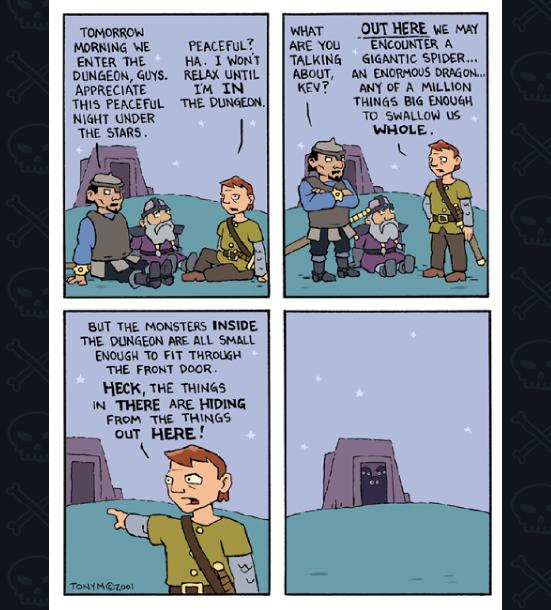 TOMORROW
MORNING WE
ENTER THE
DUNGEON, GUYS.
APPRECIATE
THIS PEACEFUL
NIGHT UNDER
THE STARS.
PEACEFUL?
HA. I WON'T
RELAX UNTIL
I'M IN
THE DUNGEON.
WHAT
ARE YOU
TALKING
ABOUT,
KEV?
OUT HERE WE MAY
ENCOUNTER A
GIGANTIC SPIDER...
AN ENORMOUS DRAGON...
ANY OF A MILLION
THINGS BIG ENOUGH
TO SWALLOW US
WHOLE.
BUT THE MONSTERS INSIDE
THE DUNGEON ARE ALL SMALL
ENOUGH TO FIT THROUGH
THE FRONT DOOR.
HECK, THE THINGS
IN THERE ARE HIDING
FROM THE THINGS
OUT HERE!
TONYM©2001